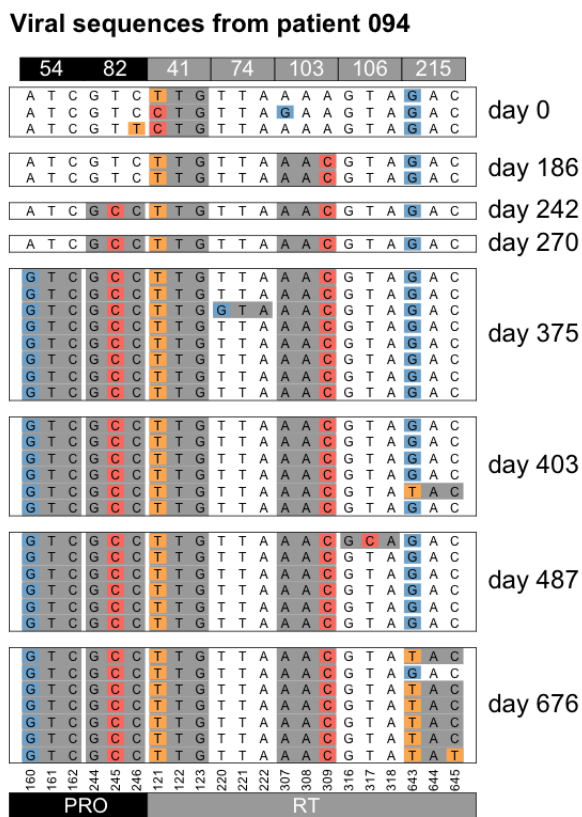 Viral sequences from patient 094
54 82 41 74 103 106 215
A T C G T C T T G T T A A A A G T A G A C
A T C G T C C T G T T A G A A G T A G A C
A T C G T T C T G T T A A A A G T A G A C
day 0
A T C G T C T T G T T A A A C G T A G A C
A T C G T C T T G T T A A A C G T A G A C
day 186
A T C G C C T T G T T A A A C G T A G A C
day 242
A T C G C C T T G T T A A A C G T A G A C
day 270
G T C G C C T T G T T A A A C G T A G A C
G T C G C C T T G T T A A A C G T A G A C
G T C G C C T T G G T A A A C G T A G A C
G T C G C C T T G T T A A A C G T A G A C
G T C G C C T T G T T A A A C G T A G A C
G T C G C C T T G T T A A A C G T A G A C
G T C G C C T T G T T A A A C G T A G A C
G T C G C C T T G T T A A A C G T A G A C
day 375
G T C G C C T T G T T A A A C G T A G A C
G T C G C C T T G T T A A A C G T A G A C
G T C G C C T T G T T A A A C G T A G A C
G T C G C C T T G T T A A A C G T A G A C
G T C G C C T T G T T A A A C G T A T A C
G T C G C C T T G T T A A A C G T A G A C
day 403
G T C G C C T T G T T A A A C G C A G A C
G T C G C C T T G T T A A A C G T A G A C
G T C G C C T T G T T A A A C G T A G A C
G T C G C C T T G T T A A A C G T A G A C
G T C G C C T T G T T A A A C G T A G A C
G T C G C C T T G T T A A A C G T A G A C
day 487
G T C G C C T T G T T A A A C G T A T A C
G T C G C C T T G T T A A A C G T A G A C
G T C G C C T T G T T A A A C G T A T A C
G T C G C C T T G T T A A A C G T A T A C
G T C G C C T T G T T A A A C G T A T A C
G T C G C C T T G T T A A A C G T A T A C
G T C G C C T T G T T A A A C G T A T A T
day 676
160 161 162 244 245 246 121 122 123 220 221 222 307 308 309 316 317 318 643 644 645
PRO RT